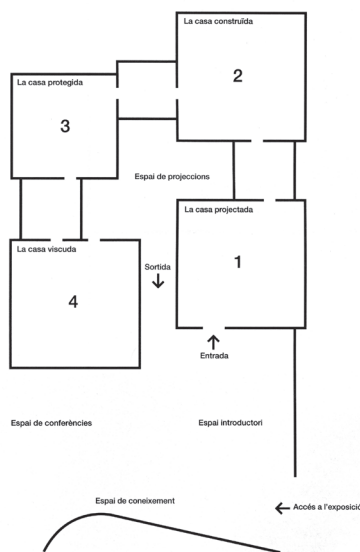 La casa construïda
2
La casa protegida
3
Espai de projeccions
La casa projectada
1
La casa viscuda
4
Sortida
↓
↑
Entrada
Espai de conferències
Espai introductori
Espai de coneixement
← Accés a l'exposició